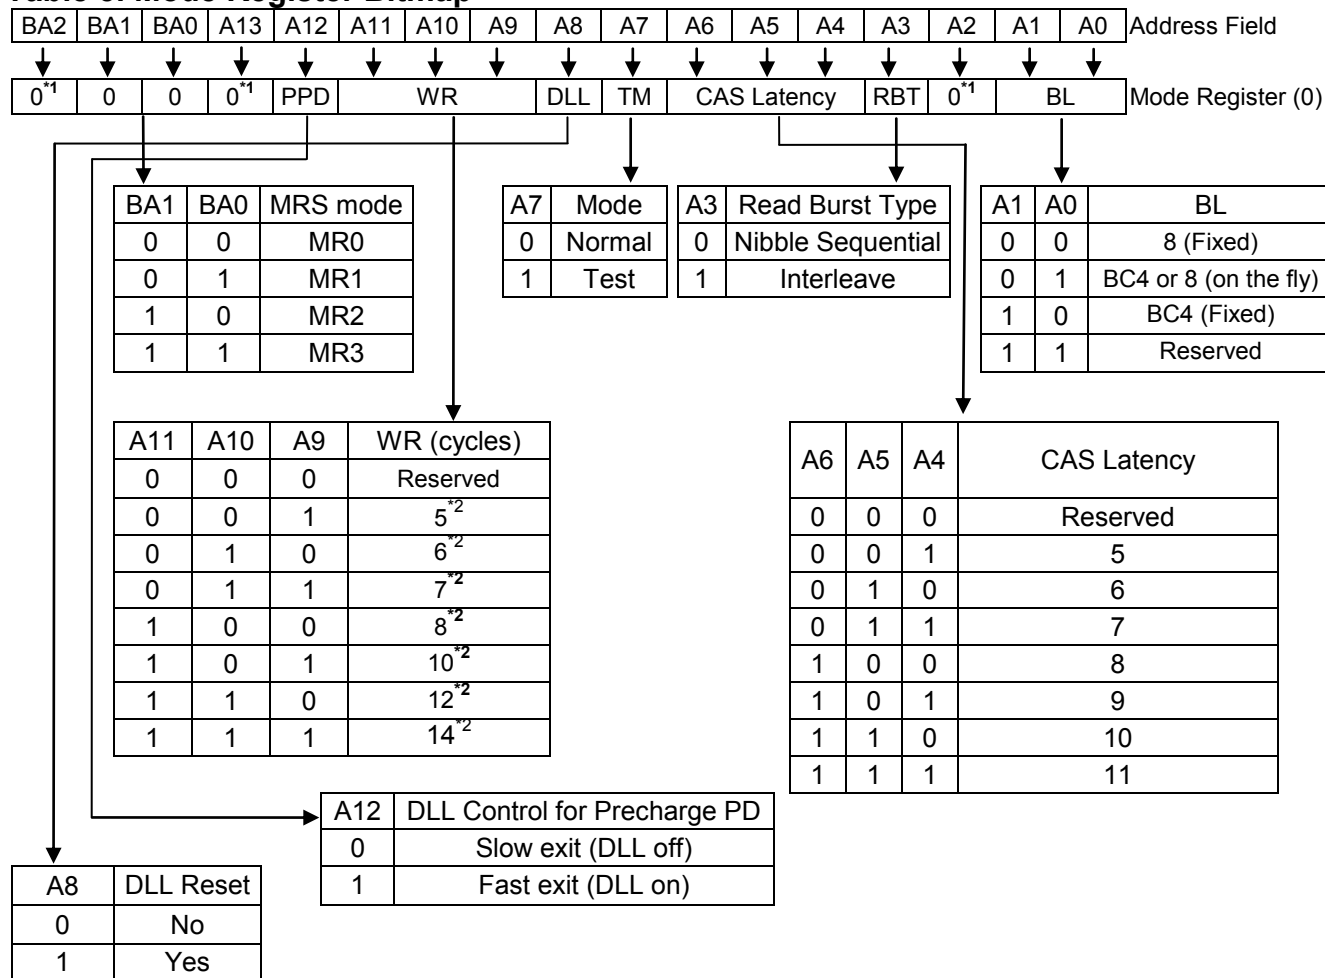 Table 3. Mode Register Bitmap
BA2 BA1 BA0 A13 A12 A11 A10 A9 A8 A7 A6 A5 A4 A3 A2 A1 A0 Address Field
0*1 0 0 0*1 PPD WR DLL TM CAS Latency RBT 0*1 BL Mode Register (0)
BA1 BA0 MRS mode
0 0 MR0
0 1 MR1
1 0 MR2
1 1 MR3
A7 Mode
0 Normal
1 Test
A3 Read Burst Type
0 Nibble Sequential
1 Interleave
A1 A0 BL
0 0 8 (Fixed)
0 1 BC4 or 8 (on the fly)
1 0 BC4 (Fixed)
1 1 Reserved
A11 A10 A9 WR (cycles)
0 0 0 Reserved
0 0 1 5*2
0 1 0 6*2
0 1 1 7*2
1 0 0 8*2
1 0 1 10*2
1 1 0 12*2
1 1 1 14*2
A6 A5 A4 CAS Latency
0 0 0 Reserved
0 0 1 5
0 1 0 6
0 1 1 7
1 0 0 8
1 0 1 9
1 1 0 10
1 1 1 11
A12 DLL Control for Precharge PD
0 Slow exit (DLL off)
1 Fast exit (DLL on)
A8 DLL Reset
0 No
1 Yes